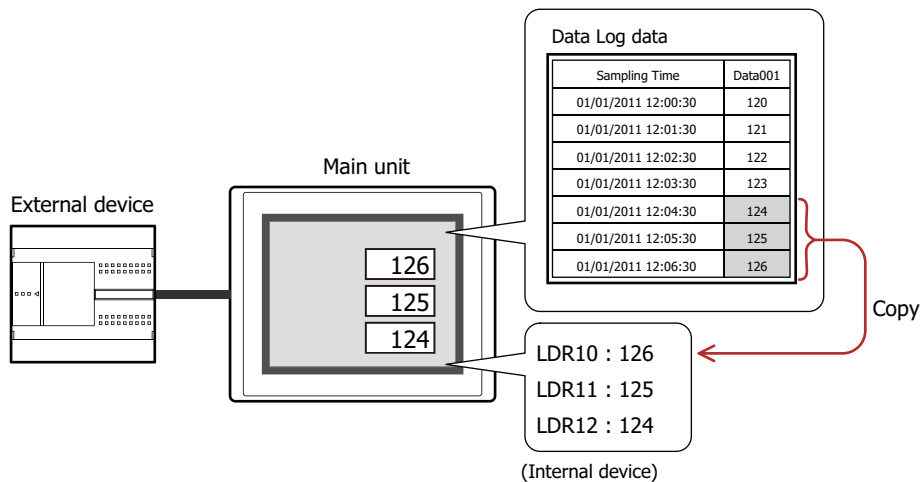 Data Log data
Sampling Time Data001
01/01/2011 12:00:30 120
01/01/2011 12:01:30 121
01/01/2011 12:02:30 122
01/01/2011 12:03:30 123
01/01/2011 12:04:30 124
01/01/2011 12:05:30 125
01/01/2011 12:06:30 126
Main unit
External device
126
125
124
Copy
LDR10 : 126
LDR11 : 125
LDR12 : 124
(Internal device)